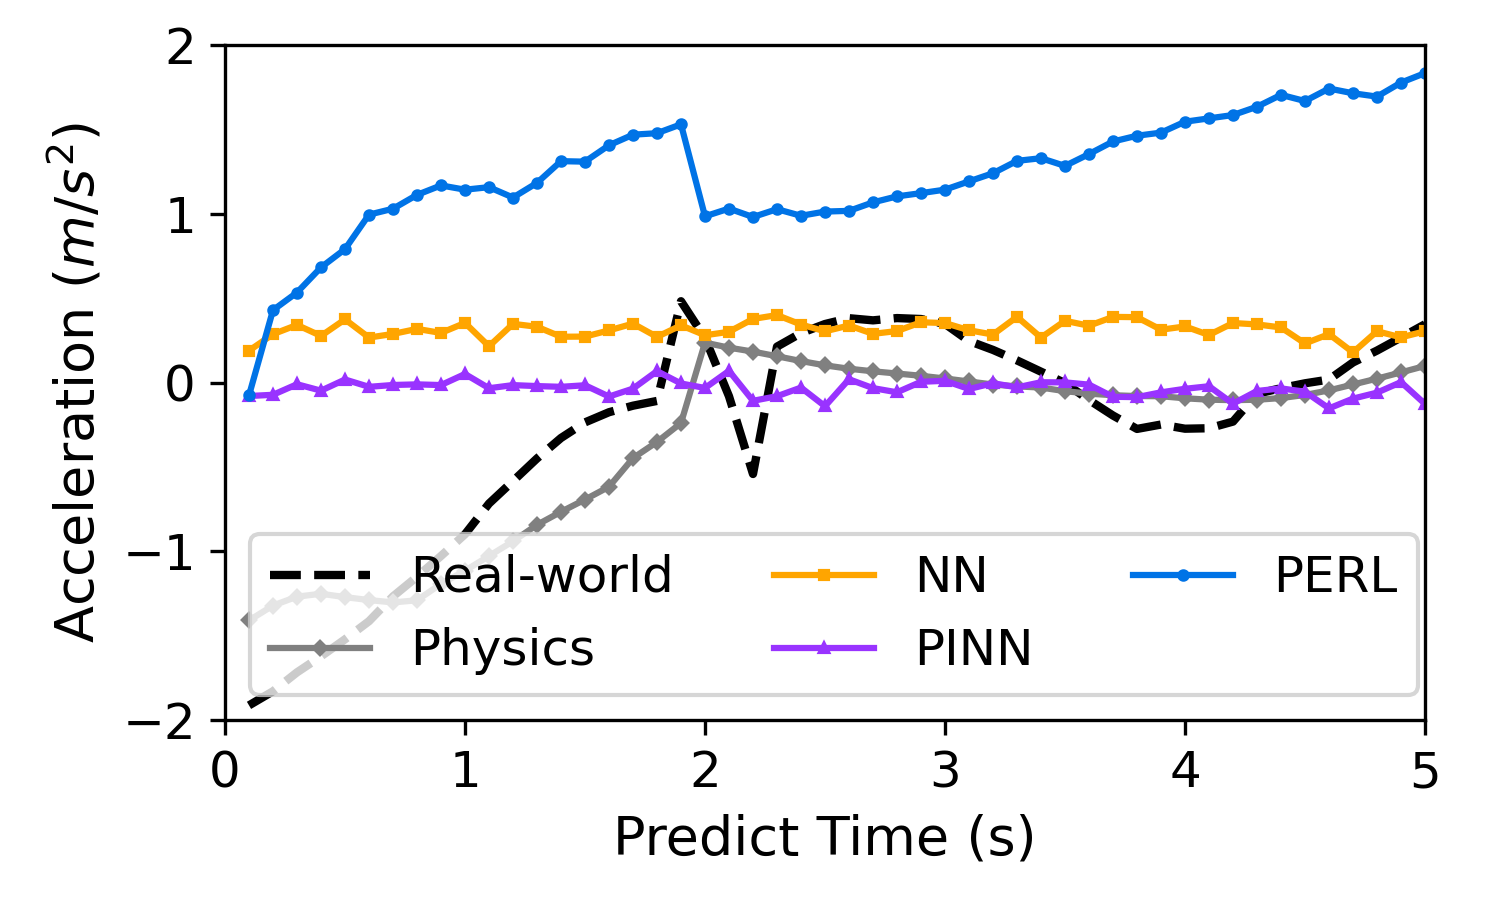 2
1
0
−1
−2
Acceleration (m/s²)
Real-world
Physics
NN
PINN
PERL
0 1 2 3 4 5
Predict Time (s)